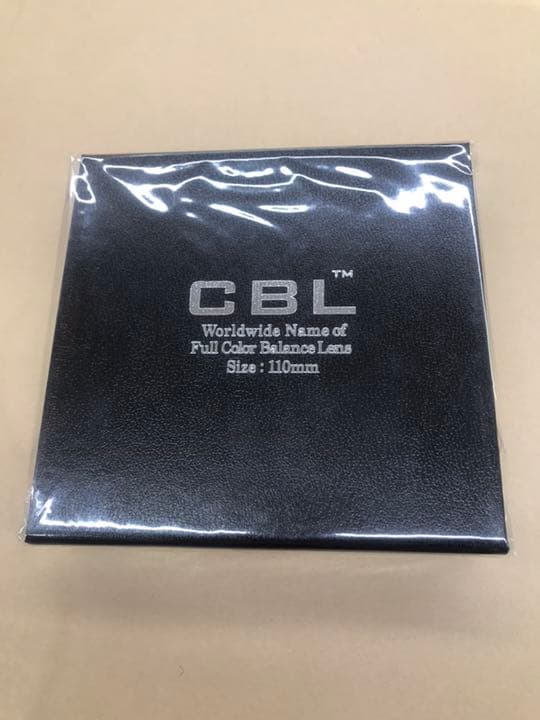 CBL™
Worldwide Name of
Full Color Balance Lens
Size : 110mm